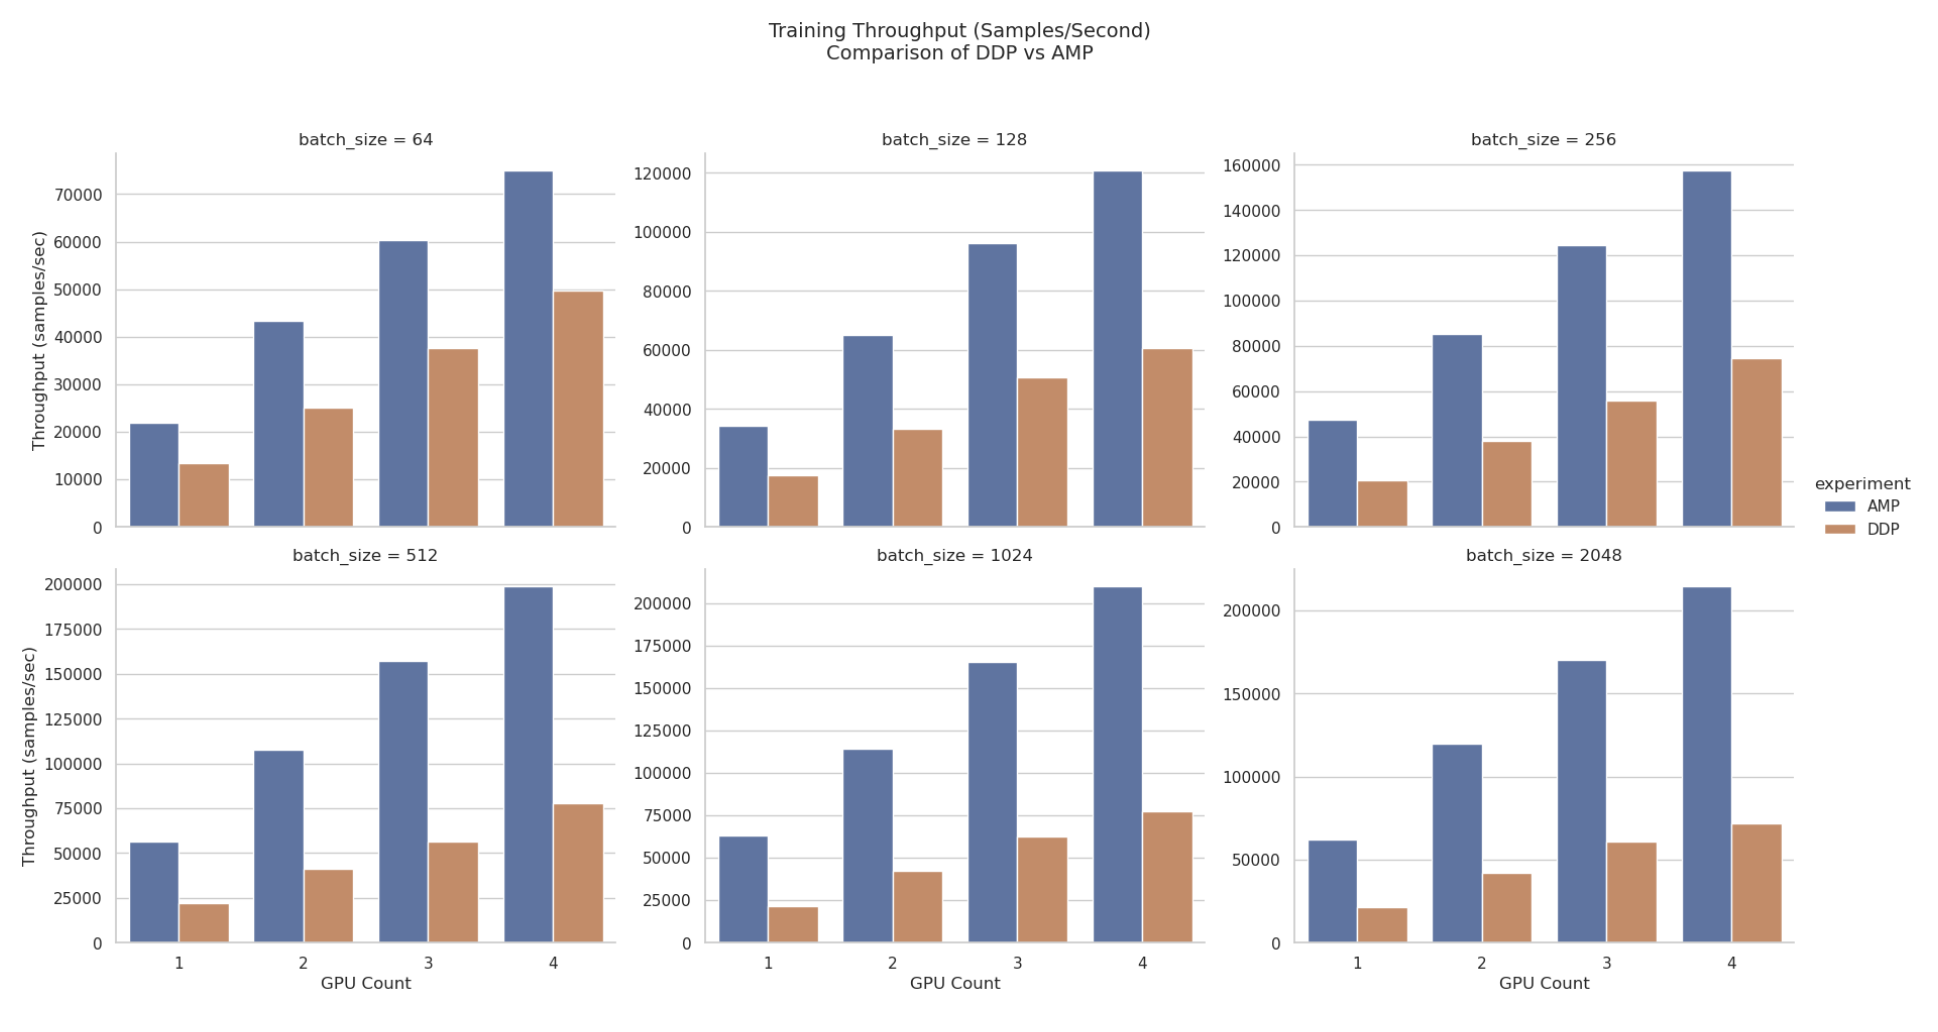 Training Throughput (Samples/Second)
Comparison of DDP vs AMP
batch_size = 64
Throughput (samples/sec)
70000
60000
50000
40000
30000
20000
10000
0
batch_size = 128
120000
100000
80000
60000
40000
20000
0
batch_size = 256
160000
140000
120000
100000
80000
60000
40000
20000
0
experiment
AMP
DDP
batch_size = 512
Throughput (samples/sec)
200000
175000
150000
125000
100000
75000
50000
25000
0
1 2 3 4
GPU Count
batch_size = 1024
200000
175000
150000
125000
100000
75000
50000
25000
0
1 2 3 4
GPU Count
batch_size = 2048
200000
150000
100000
50000
0
1 2 3 4
GPU Count